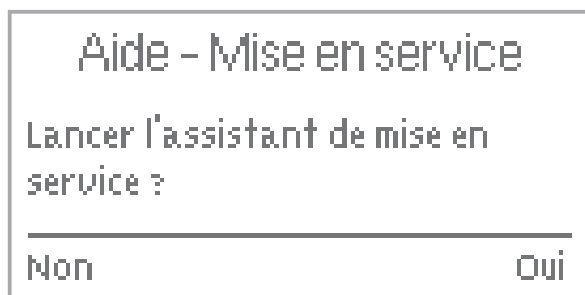 Aide - Mise en service
Lancer l'assistant de mise en
service ?
Non Oui